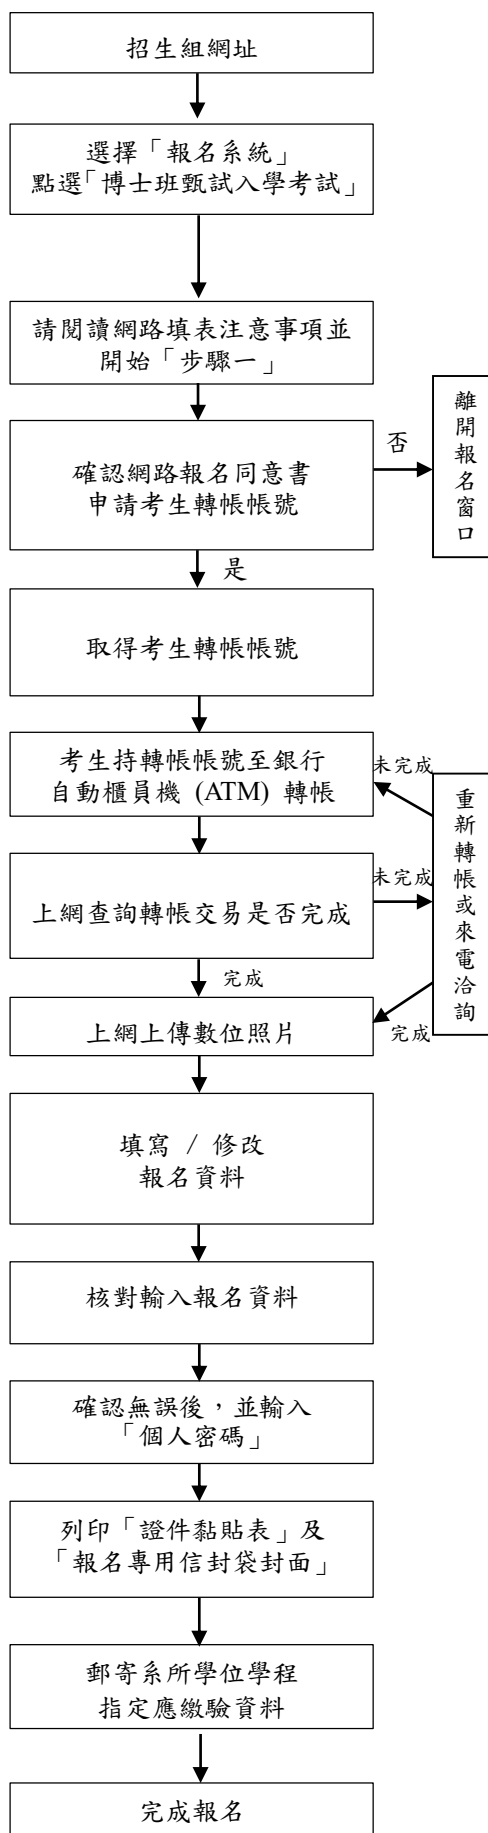 招生組網址
選擇「報名系統」
點選「博士班甄試入學考試」
請閱讀網路填表注意事項並
開始「步驟一」
確認網路報名同意書
申請考生轉帳帳號
否
離開報名窗口
是
取得考生轉帳帳號
考生持轉帳帳號至銀行
自動櫃員機 (ATM) 轉帳
未完成
重新轉帳或來電洽詢
上網查詢轉帳交易是否完成
未完成
完成
完成
上網上傳數位照片
填寫 / 修改
報名資料
核對輸入報名資料
確認無誤後，並輸入
「個人密碼」
列印「證件黏貼表」及
「報名專用信封袋封面」
郵寄系所學位學程
指定應繳驗資料
完成報名